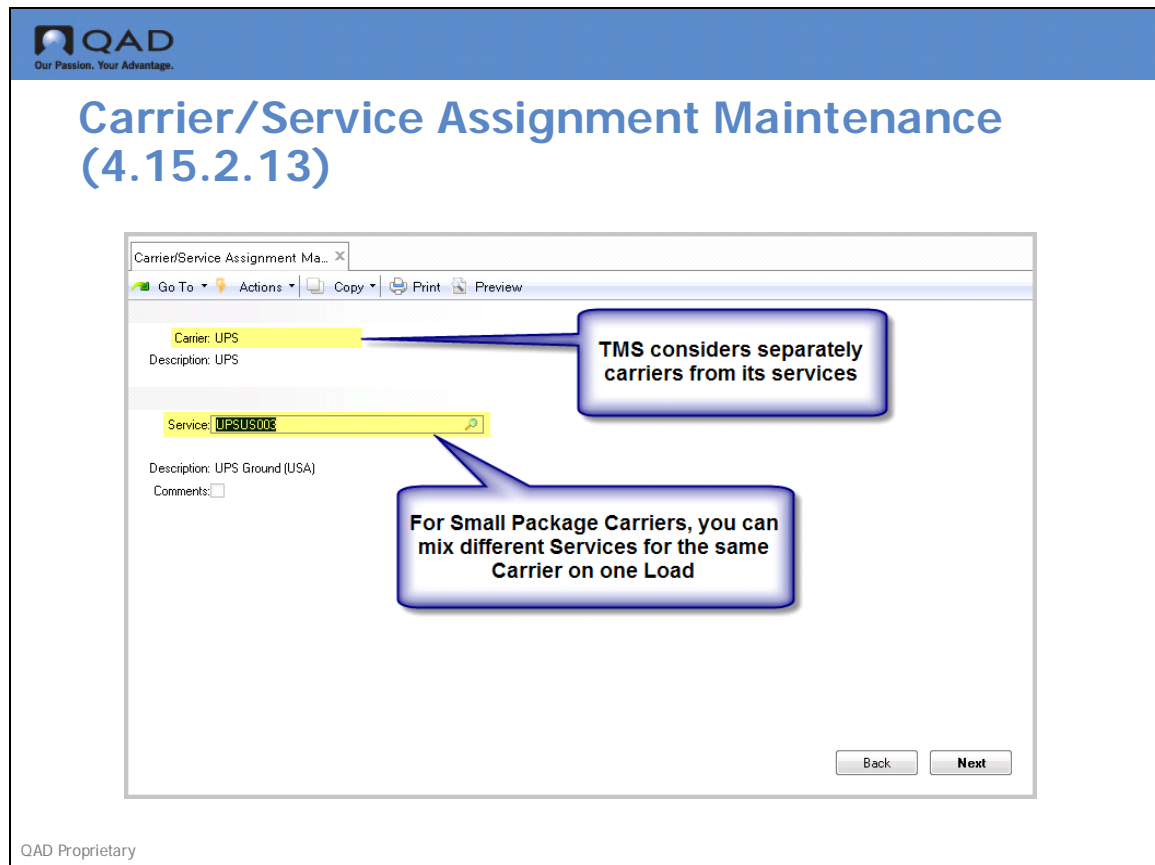 QAD
Our Passion. Your Advantage.
Carrier/Service Assignment Maintenance
(4.15.2.13)
Carrier/Service Assignment Ma...
Go To Actions Copy Print Preview
Carrier: UPS
Description: UPS
TMS considers separately
carriers from its services
Service: UPSUS003
Description: UPS Ground (USA)
Comments:
For Small Package Carriers, you can
mix different Services for the same
Carrier on one Load
Back Next
QAD Proprietary